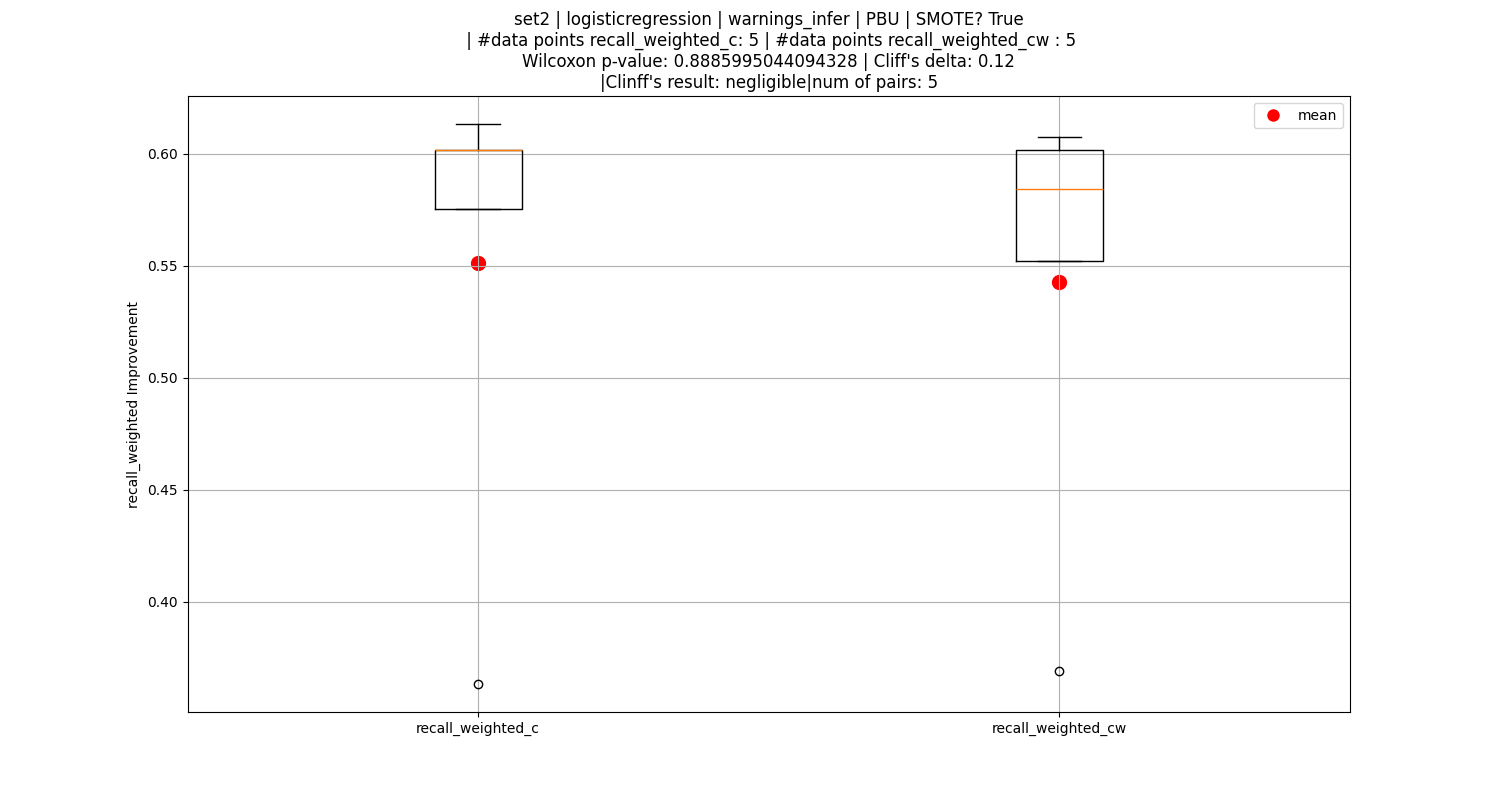 set2 | logisticregression | warnings_infer | PBU | SMOTE? True
| #data points recall_weighted_c: 5 | #data points recall_weighted_cw : 5
Wilcoxon p-value: 0.8885995044094328 | Cliff's delta: 0.12
|Clinff's result: negligible|num of pairs: 5
mean
recall_weighted Improvement
0.60
0.55
0.50
0.45
0.40
recall_weighted_c
recall_weighted_cw